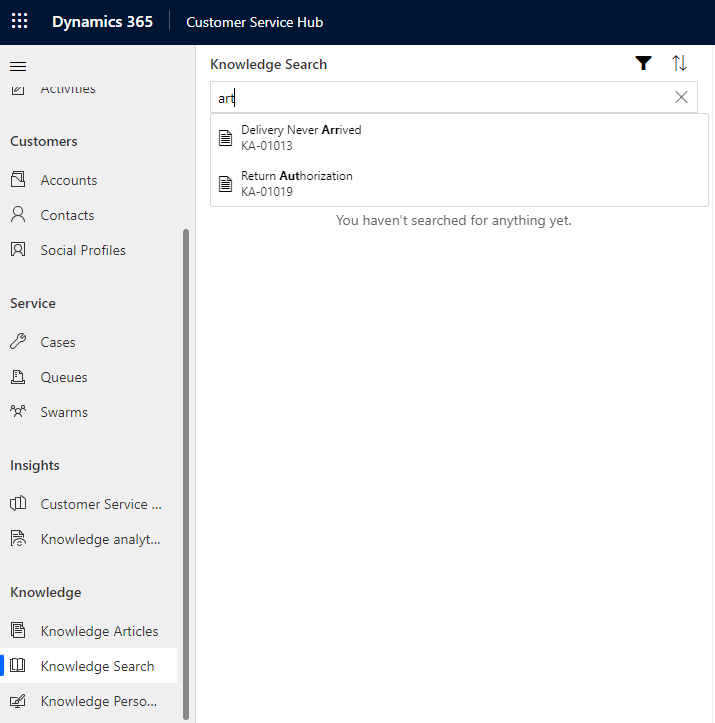 Dynamics 365
Customer Service Hub
Activities
Customers
Accounts
Contacts
Social Profiles
Service
Cases
Queues
Swarms
Insights
Customer Service ...
Knowledge analyt...
Knowledge
Knowledge Articles
Knowledge Search
Knowledge Perso...
Knowledge Search
art
Delivery Never Arrived
KA-01013
Return Authorization
KA-01019
You haven't searched for anything yet.